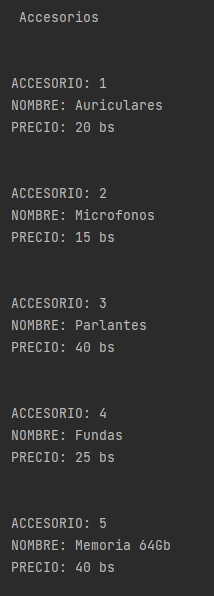 Accesorios
ACCESORIO: 1
NOMBRE: Auriculares
PRECIO: 20 bs
ACCESORIO: 2
NOMBRE: Microfonos
PRECIO: 15 bs
ACCESORIO: 3
NOMBRE: Parlantes
PRECIO: 40 bs
ACCESORIO: 4
NOMBRE: Fundas
PRECIO: 25 bs
ACCESORIO: 5
NOMBRE: Memoria 64Gb
PRECIO: 40 bs